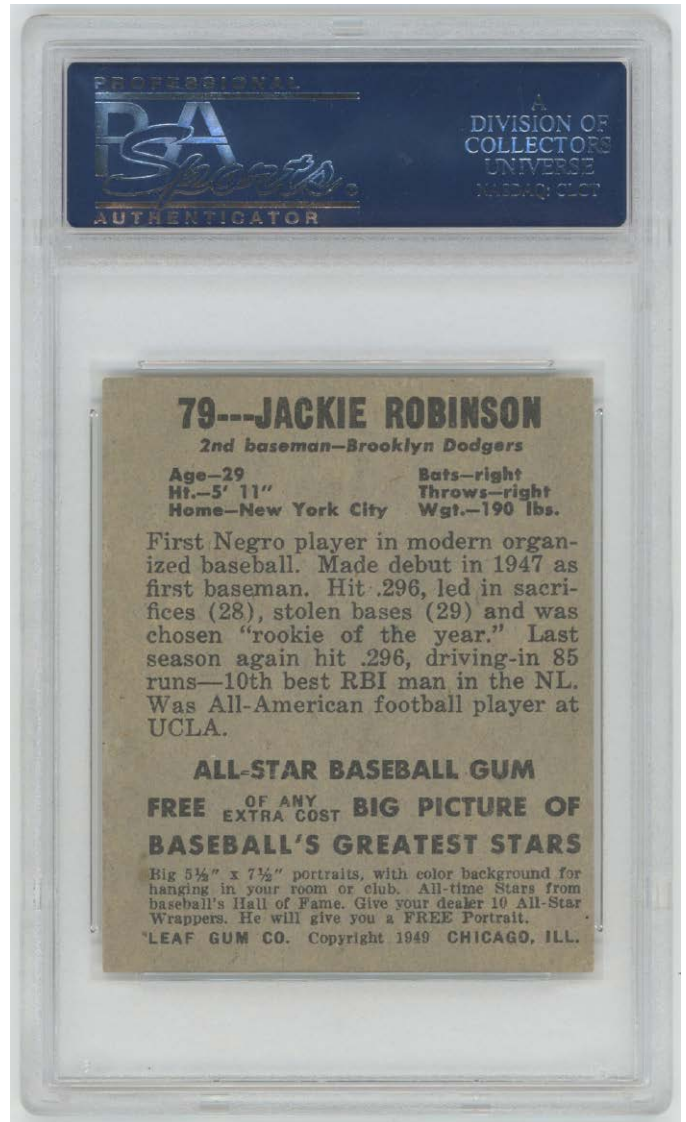 PROFESSIONAL
PSA
Sports
AUTHENTICATOR
A
DIVISION OF
COLLECTORS
UNIVERSE
NASDAQ: CLCT
79---JACKIE ROBINSON
2nd baseman—Brooklyn Dodgers
Age—29 Bats—right
Ht.—5' 11" Throws—right
Home—New York City Wgt.—190 lbs.
First Negro player in modern organ-
ized baseball. Made debut in 1947 as
first baseman. Hit .296, led in sacri-
fices (28), stolen bases (29) and was
chosen "rookie of the year." Last
season again hit .296, driving-in 85
runs—10th best RBI man in the NL.
Was All-American football player at
UCLA.
ALL-STAR BASEBALL GUM
FREE OF ANY EXTRA COST BIG PICTURE OF
BASEBALL'S GREATEST STARS
Big 5½" x 7½" portraits, with color background for
hanging in your room or club. All-time Stars from
baseball's Hall of Fame. Give your dealer 10 All-Star
Wrappers. He will give you a FREE Portrait.
LEAF GUM CO. Copyright 1949 CHICAGO, ILL.